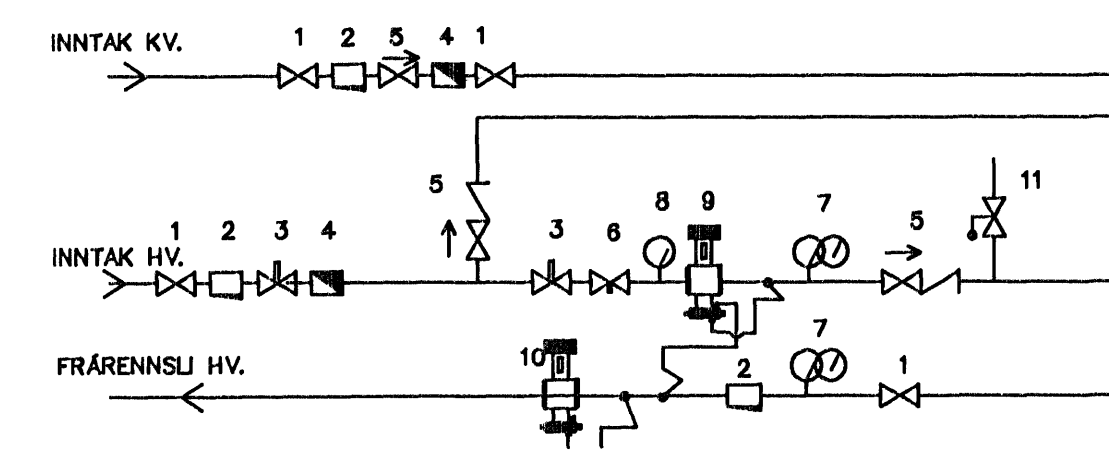 INNTAK KV.
1 2 5 4 1
5 8 9 7 11
1 2 3 4 3 6 5
INNTAK HV.
7
10 2 1
FRÁRENNSLI HV.